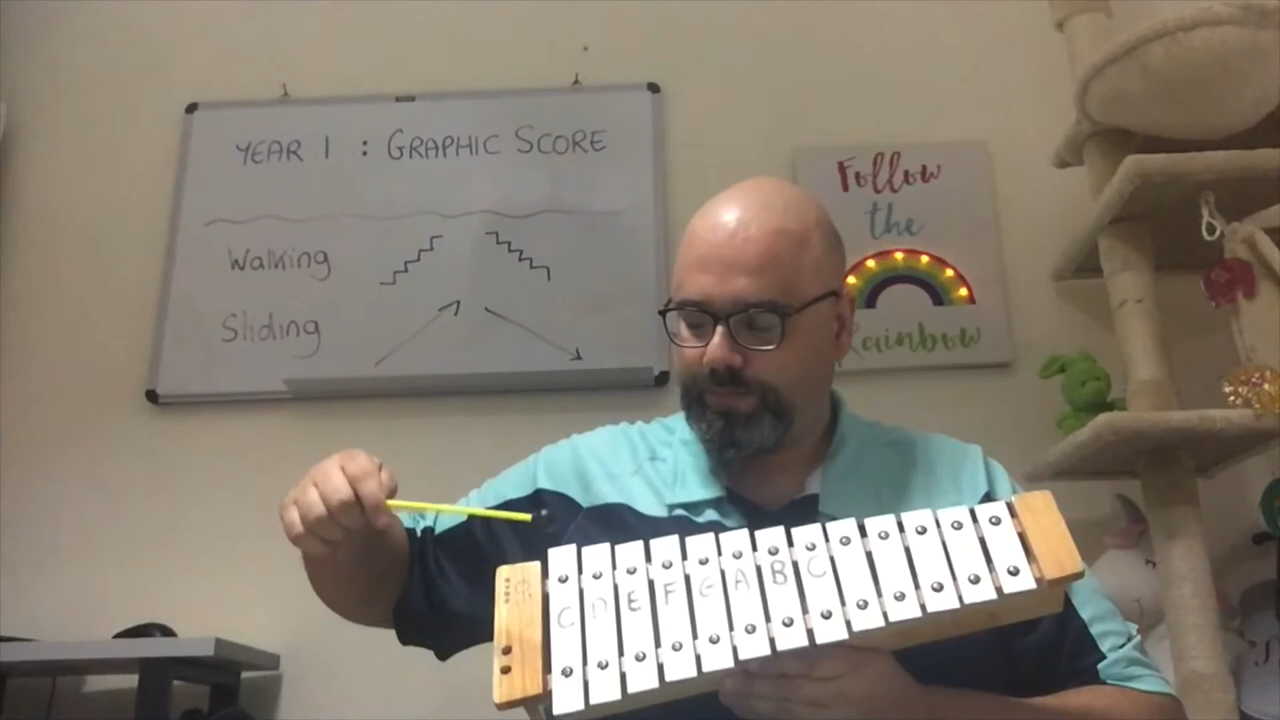 YEAR 1 : GRAPHIC SCORE
Walking
Sliding
Follow
the
Rainbow
C D E F G A B C